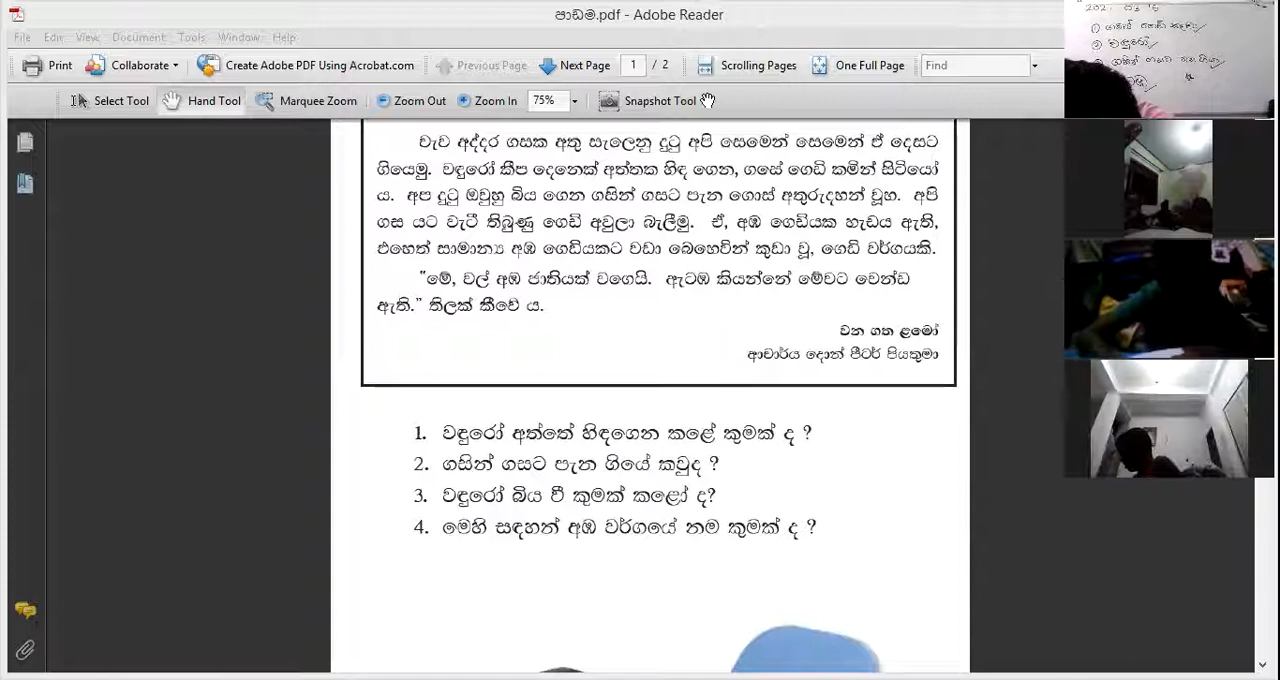 පාඩම.pdf - Adobe Reader
File Edit View Document Tools Window Help
Print Collaborate Create Adobe PDF Using Acrobat.com Previous Page Next Page 1 / 2 Scrolling Pages One Full Page Find
Select Tool Hand Tool Marquee Zoom Zoom Out Zoom In 75% Snapshot Tool
වැව අද්දර ගසක අතු සැලෙනු දුටු අපි සෙමෙන් සෙමෙන් ඒ දෙසට
ගියෙමු. වඳුරෝ කීප දෙනෙක් අත්තක හිඳ ගෙන, ගසේ ගෙඩි කමින් සිටියෝ
ය. අප දුටු ඔවුහු බිය ගෙන ගසින් ගසට පැන ගොස් අතුරුදහන් වූහ. අපි
ගස යට වැටී තිබුණු ගෙඩි අවුලා බැලීමු. ඒ, අඹ ගෙඩියක හැඩය ඇති,
එහෙත් සාමාන්‍ය අඹ ගෙඩියකට වඩා බෙහෙවින් කුඩා වූ, ගෙඩි වර්ගයකි.
“මේ, වල් අඹ ජාතියක් වගෙයි. ඇටඹ කියන්නේ මේවට වෙන්ඩ
ඇති.” තිලක් කීවේ ය.
වන ගත ළමෝ
ආචාර්ය දොන් පීටර් පියතුමා
1. වඳුරෝ අත්තේ හිඳගෙන කළේ කුමක් ද ?
2. ගසින් ගසට පැන ගියේ කවුද ?
3. වඳුරෝ බිය වී කුමක් කළෝ ද?
4. මෙහි සඳහන් අඹ වර්ගයේ නම කුමක් ද ?